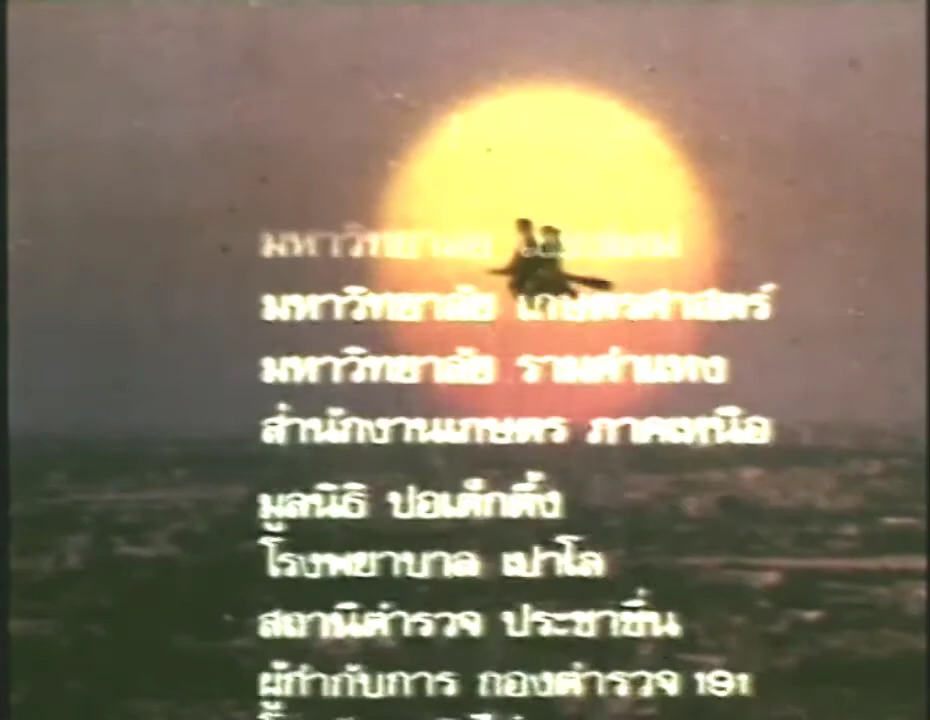 มหาวิทยาลัย
มหาวิทยาลัย เกษตรศาสตร์
มหาวิทยาลัย รามคำแหง
สำนักงานเกษตร ภาคเหนือ
มูลนิธิ ปอเต็กตึ๊ง
โรงพยาบาล เปาโล
สถานีตำรวจ ประชาชื่น
ผู้กำกับการ กองตำรวจ 191